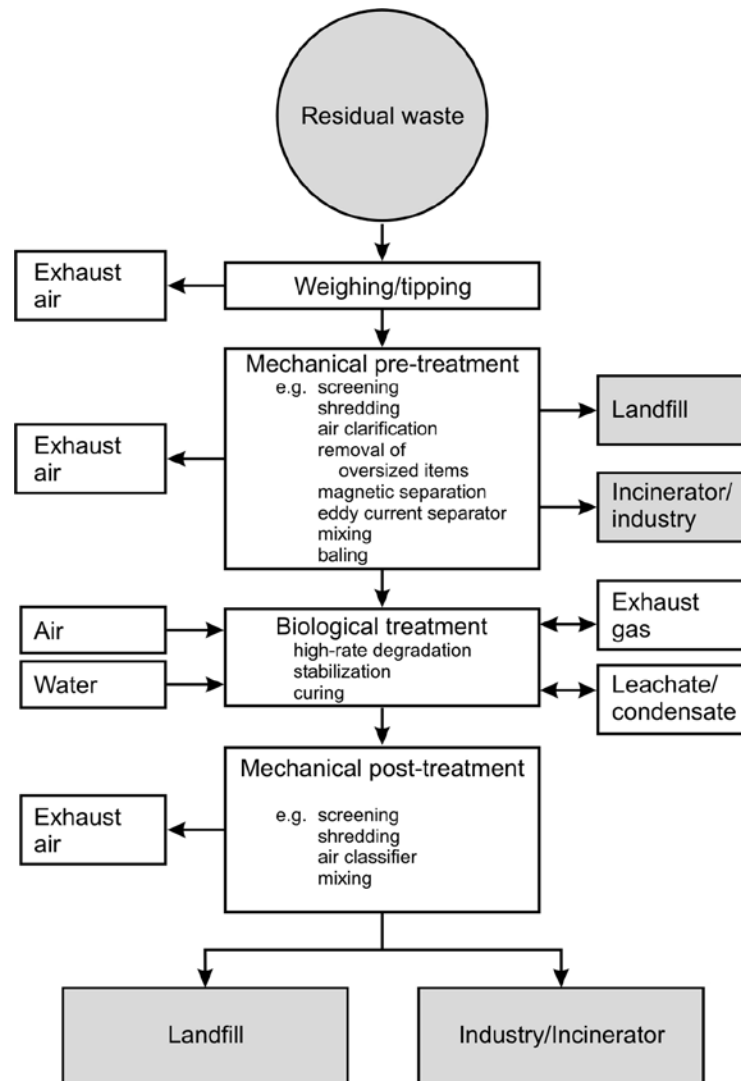 Residual waste
Exhaust
air
Weighing/tipping
Mechanical pre-treatment
e.g. screening
shredding
air clarification
removal of
oversized items
magnetic separation
eddy current separator
mixing
baling
Landfill
Exhaust
air
Incinerator/
industry
Air
Water
Biological treatment
high-rate degradation
stabilization
curing
Exhaust
gas
Leachate/
condensate
Mechanical post-treatment
e.g. screening
shredding
air classifier
mixing
Exhaust
air
Landfill
Industry/Incinerator